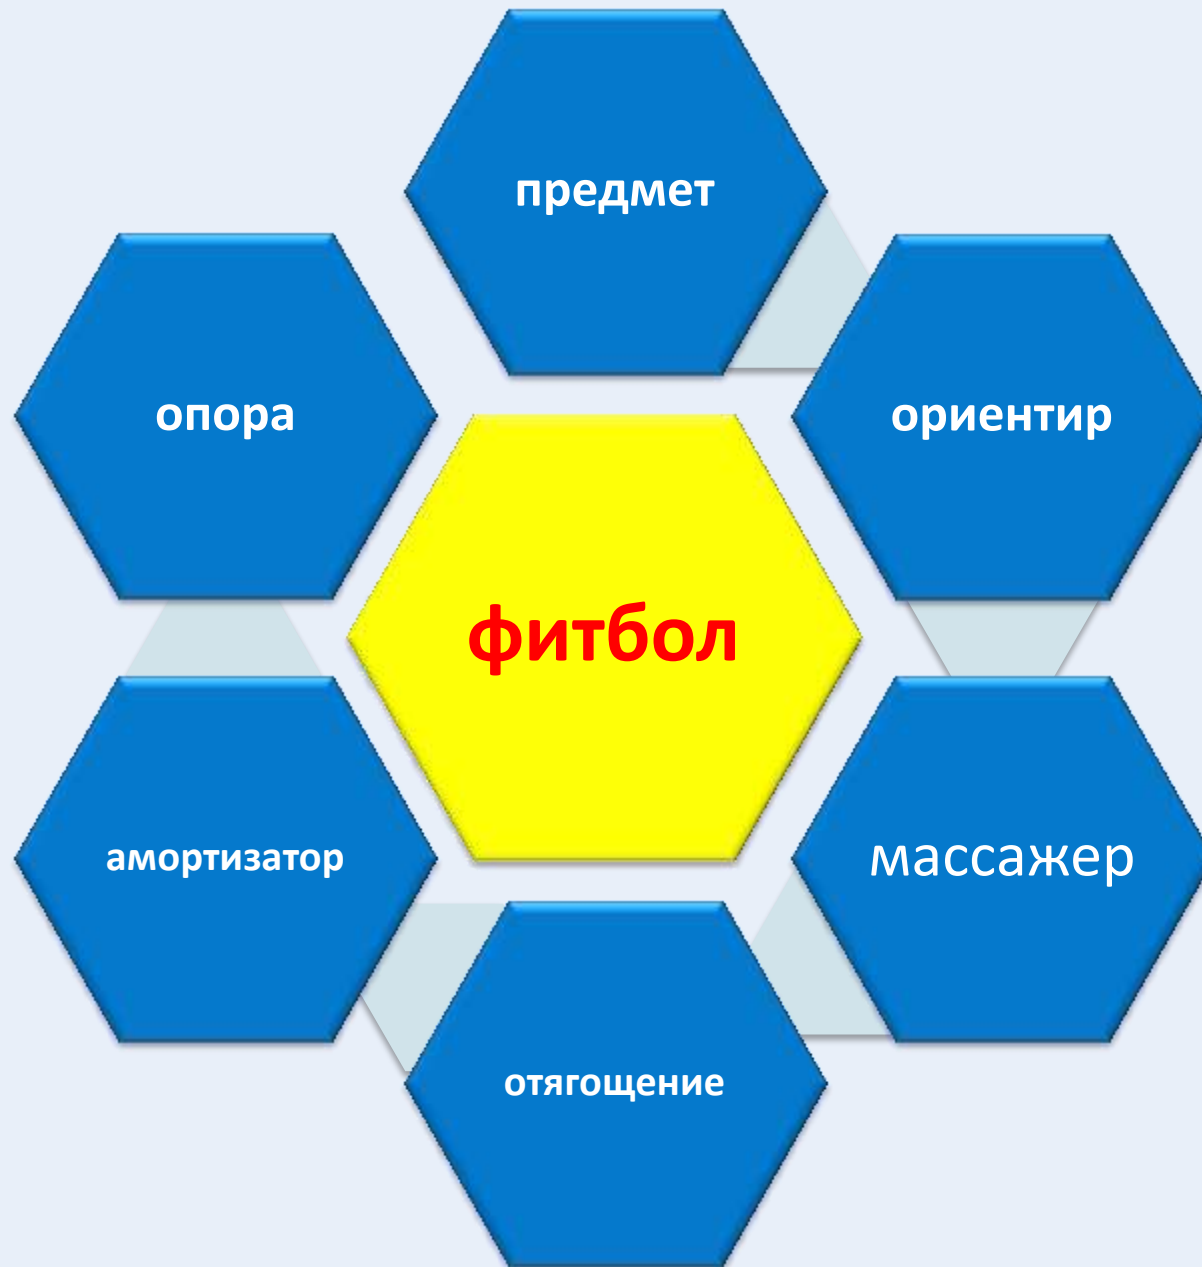 предмет
опора
ориентир
фитбол
амортизатор
массажер
отягощение